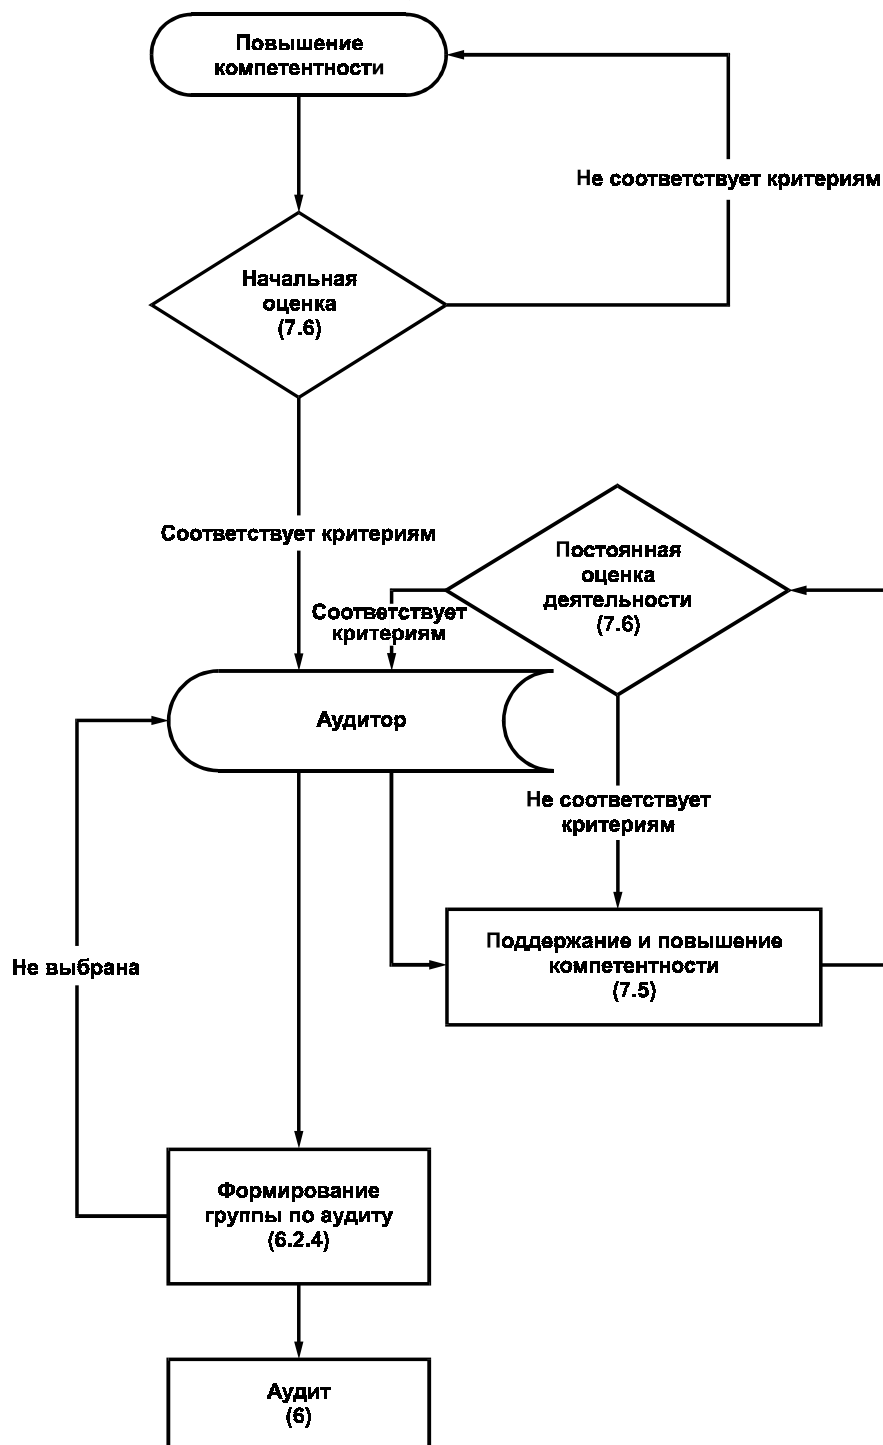 Повышение
компетентности
Не соответствует критериям
Начальная
оценка
(7.6)
Соответствует критериям
Постоянная
оценка
деятельности
(7.6)
Соответствует
критериям
Аудитор
Не соответствует
критериям
Поддержание и повышение
компетентности
(7.5)
Не выбрана
Формирование
группы по аудиту
(6.2.4)
Аудит
(6)